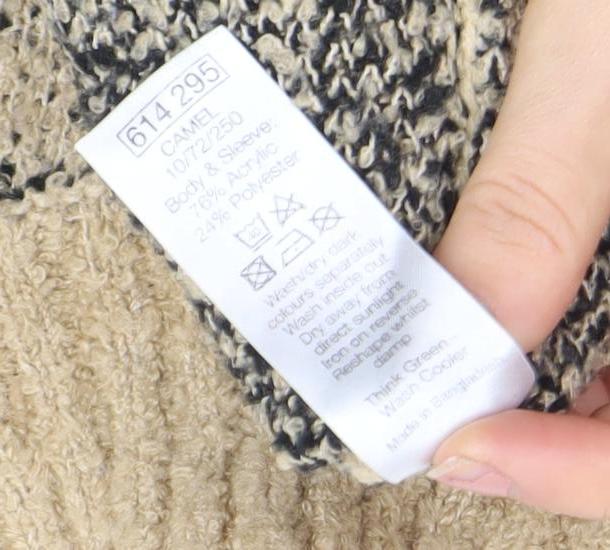 614 295
CAMEL
10/72/250
Body & Sleeve:
76% Acrylic
24% Polyester
40
Wash/dry dark
colours separately
Wash inside out
Dry away from
direct sunlight
Iron on reverse
Reshape whilst
damp
Think Green...
Wash Cooler
Made in Bangladesh